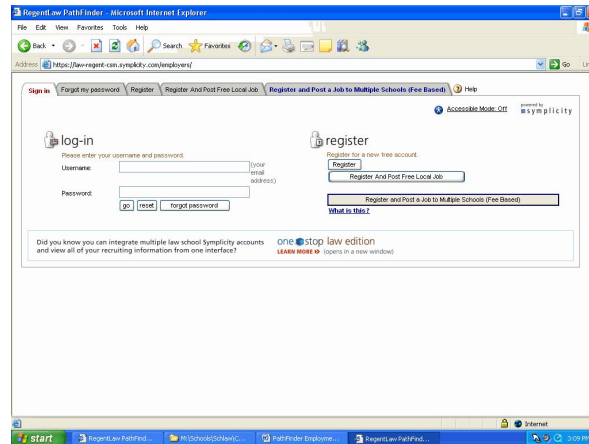 RegentLaw PathFinder - Microsoft Internet Explorer
File Edit View Favorites Tools Help
Back Search Favorites
Address https://law-regent-csm.symplicity.com/employers/ Go
Sign in Forgot my password Register Register And Post Free Local Job Register and Post a Job to Multiple Schools (Fee Based) Help
Accessible Mode: Off powered by symplicity
log-in
Please enter your username and password.
Username: (your email address)
Password:
go reset forgot password
register
Register for a new free account.
Register
Register And Post Free Local Job
Register and Post a Job to Multiple Schools (Fee Based)
What is this?
Did you know you can integrate multiple law school Symplicity accounts
and view all of your recruiting information from one interface?
one stop law edition
LEARN MORE (opens in a new window)
Internet
start RegentLaw PathFind... M:\Schools\Schlaw\C... PathFinder Employme... RegentLaw PathFind... 3:09 PM